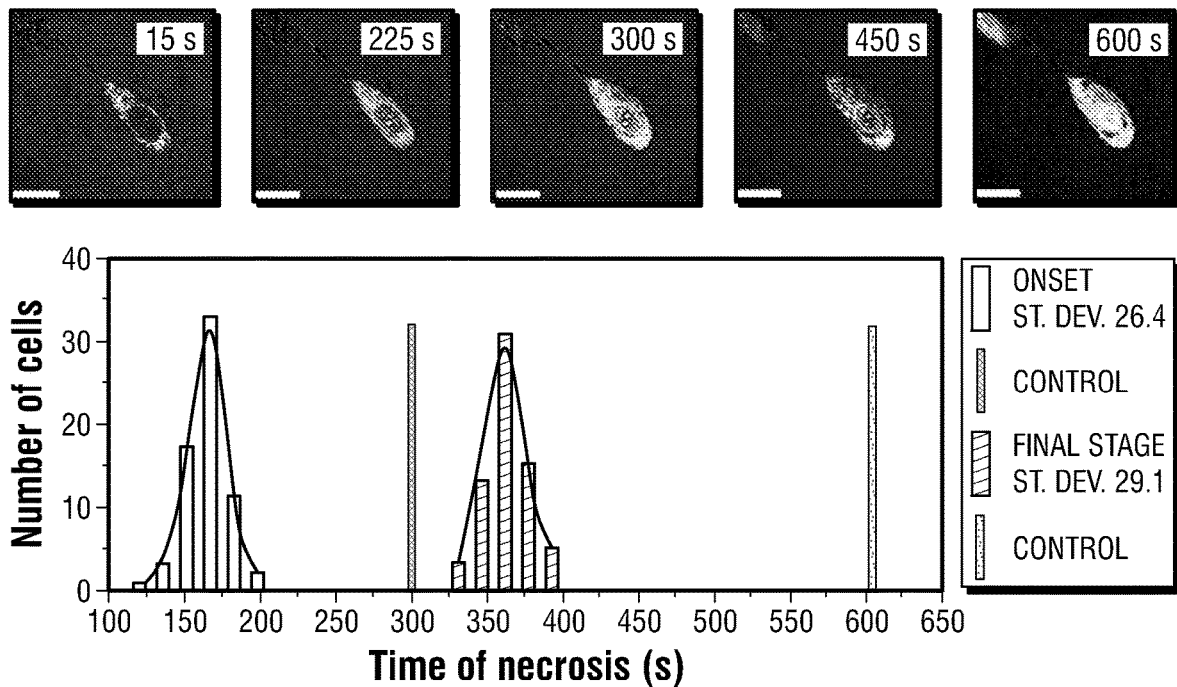 15 s
225 s
300 s
450 s
600 s
Number of cells
40
30
20
10
0
100 150 200 250 300 350 400 450 500 550 600 650
Time of necrosis (s)
ONSET
ST. DEV. 26.4
CONTROL
FINAL STAGE
ST. DEV. 29.1
CONTROL